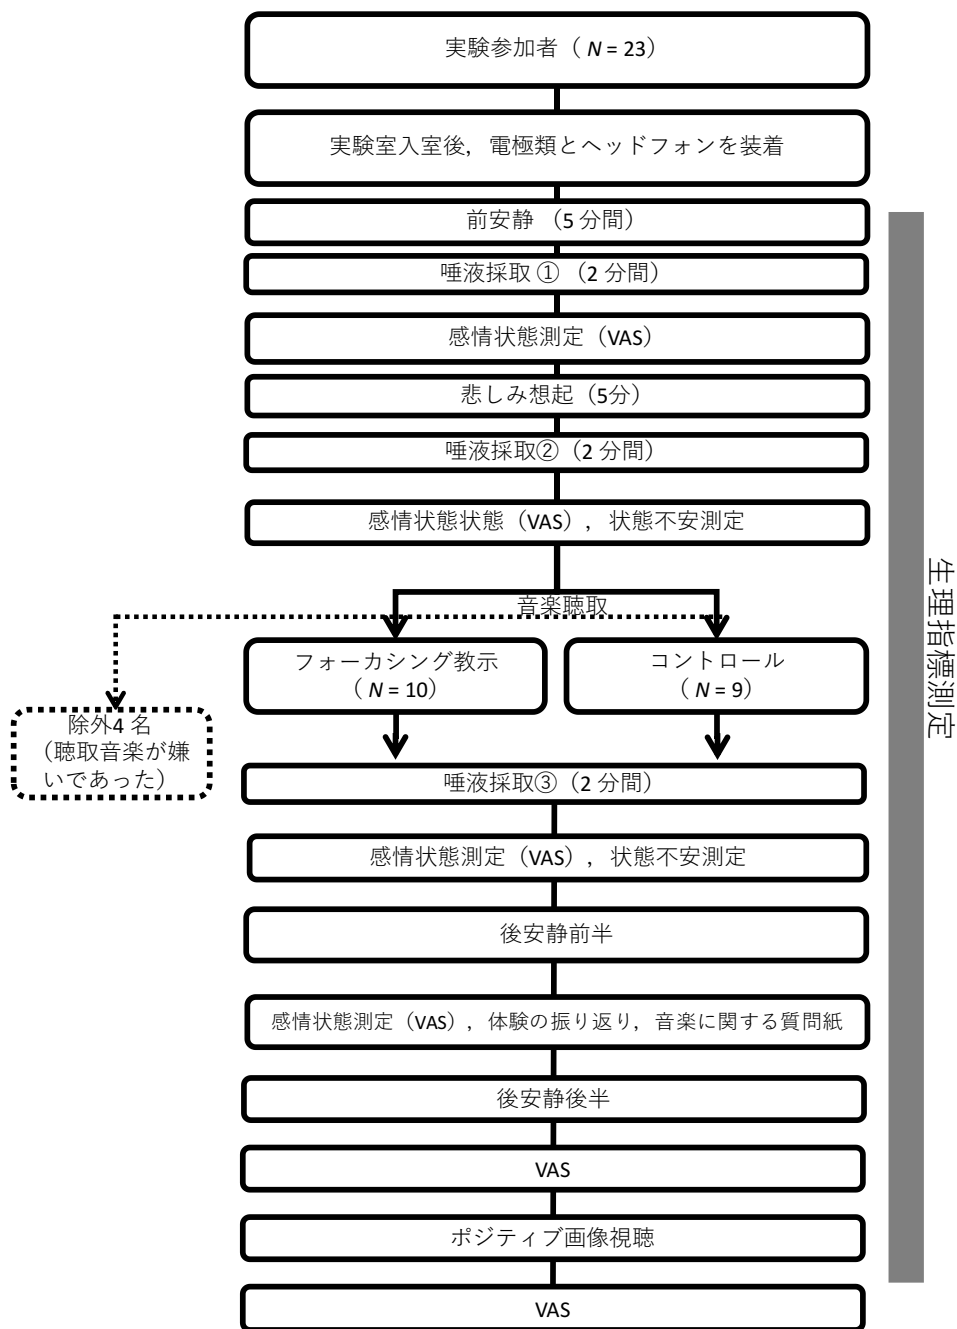 実験参加者（ N = 23）
実験室入室後，電極類とヘッドフォンを装着
前安静 （5 分間）
唾液採取 ① （2 分間）
感情状態測定（VAS）
悲しみ想起（5分）
唾液採取②（2 分間）
感情状態状態（VAS），状態不安測定
音楽聴取
フォーカシング教示
（ N = 10）
コントロール
（ N = 9）
除外4 名
（聴取音楽が嫌
いであった）
唾液採取③（2 分間）
感情状態測定（VAS），状態不安測定
後安静前半
感情状態測定（VAS），体験の振り返り，音楽に関する質問紙
後安静後半
VAS
ポジティブ画像視聴
VAS
生理指標測定